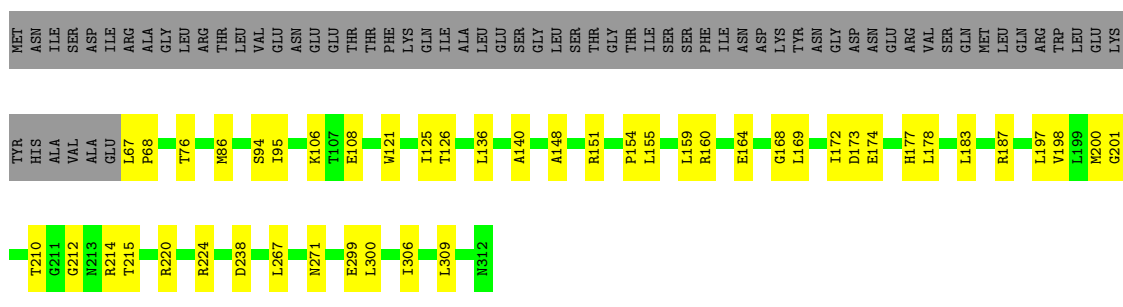 MET ASN ILE SER ASP ILE ARG ALA GLY LEU ARG THR LEU VAL GLU ASN GLU GLU THR THR PHE LYS GLN ILE ALA LEU GLU SER GLY LEU SER THR GLY THR ILE SER SER PHE ILE ASN ASP LYS TYR ASN GLY ASP ASN GLU ARG VAL SER GLN MET LEU GLN ARG TRP LEU GLU LYS
TYR HIS ALA VAL ALA GLU L67 P68 T76 M86 S94 I95 K106 T107 E108 W121 I125 T126 L136 A140 A148 R151 P154 L155 L159 R160 E164 G168 L169 I172 D173 E174 H177 L178 L183 R187 L197 V198 L199 M200 G201
T210 G211 G212 N213 R214 T215 R220 R224 D238 L267 N271 E299 L300 I306 L309 N312